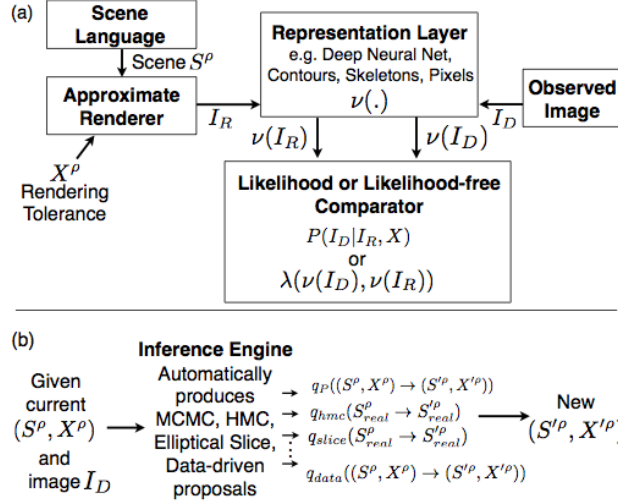 (a)
Scene
Language
Scene S^ρ
Approximate
Renderer
X^ρ
Rendering
Tolerance
I_R
Representation Layer
e.g. Deep Neural Net,
Contours, Skeletons, Pixels
ν(.)
I_D
Observed
Image
ν(I_R)
ν(I_D)
Likelihood or Likelihood-free
Comparator
P(I_D|I_R, X)
or
λ(ν(I_D), ν(I_R))
(b)
Given
current
(S^ρ, X^ρ)
and
image I_D
Inference Engine
Automatically
produces
MCMC, HMC,
Elliptical Slice,
Data-driven
proposals
q_P((S^ρ, X^ρ) → (S'^ρ, X'^ρ))
q_hmc(S^ρ_real → S'^ρ_real)
q_slice(S^ρ_real → S'^ρ_real)
q_data((S^ρ, X^ρ) → (S'^ρ, X'^ρ))
New
(S'^ρ, X'^ρ)